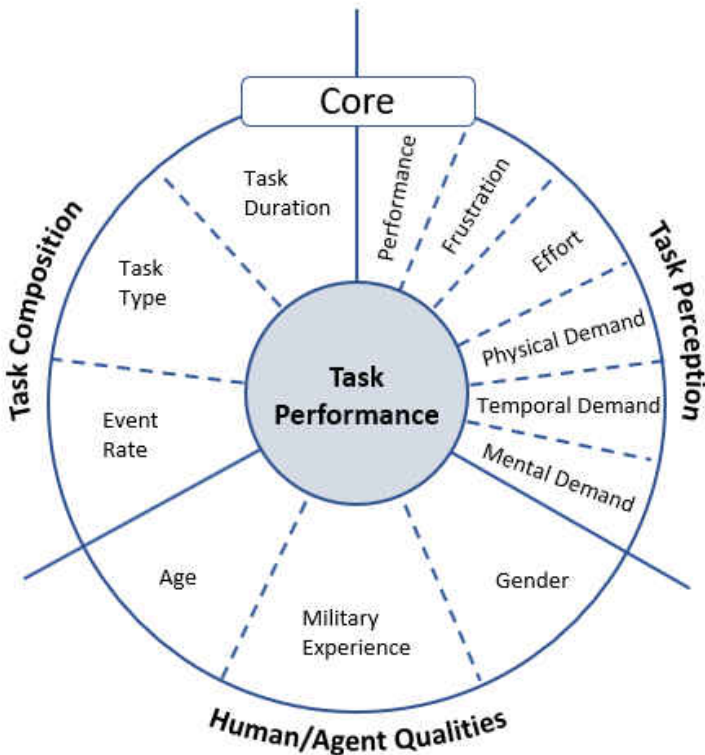 Core
Task
Duration
Performance
Frustration
Effort
Physical Demand
Temporal Demand
Mental Demand
Task Perception
Task Composition
Task
Type
Event
Rate
Task
Performance
Age
Military
Experience
Gender
Human/Agent Qualities